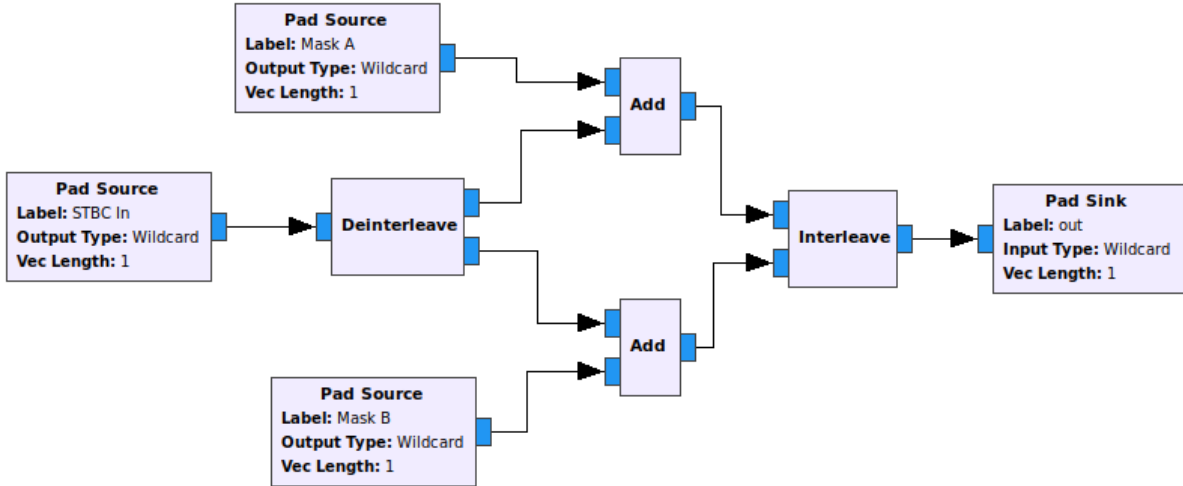 Pad Source
Label: Mask A
Output Type: Wildcard
Vec Length: 1
Add
Pad Source
Label: STBC In
Output Type: Wildcard
Vec Length: 1
Deinterleave
Interleave
Pad Sink
Label: out
Input Type: Wildcard
Vec Length: 1
Add
Pad Source
Label: Mask B
Output Type: Wildcard
Vec Length: 1